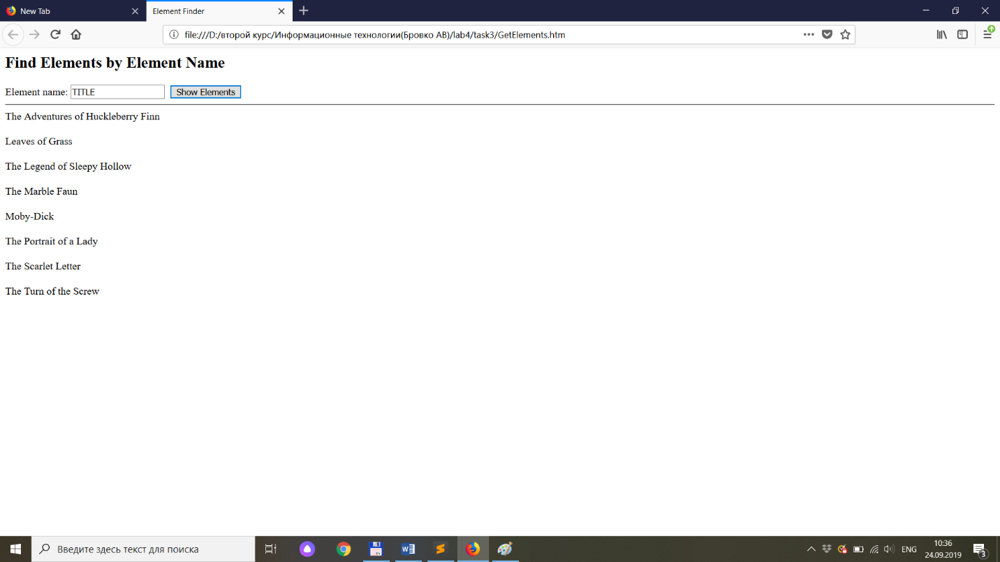 New Tab
Element Finder
file:///D:/второй курс/Информационные технологии(Бровко АВ)/lab4/task3/GetElements.htm
Find Elements by Element Name
Element name: TITLE Show Elements
The Adventures of Huckleberry Finn
Leaves of Grass
The Legend of Sleepy Hollow
The Marble Faun
Moby-Dick
The Portrait of a Lady
The Scarlet Letter
The Turn of the Screw
Введите здесь текст для поиска
ENG
10:36
24.09.2019
3